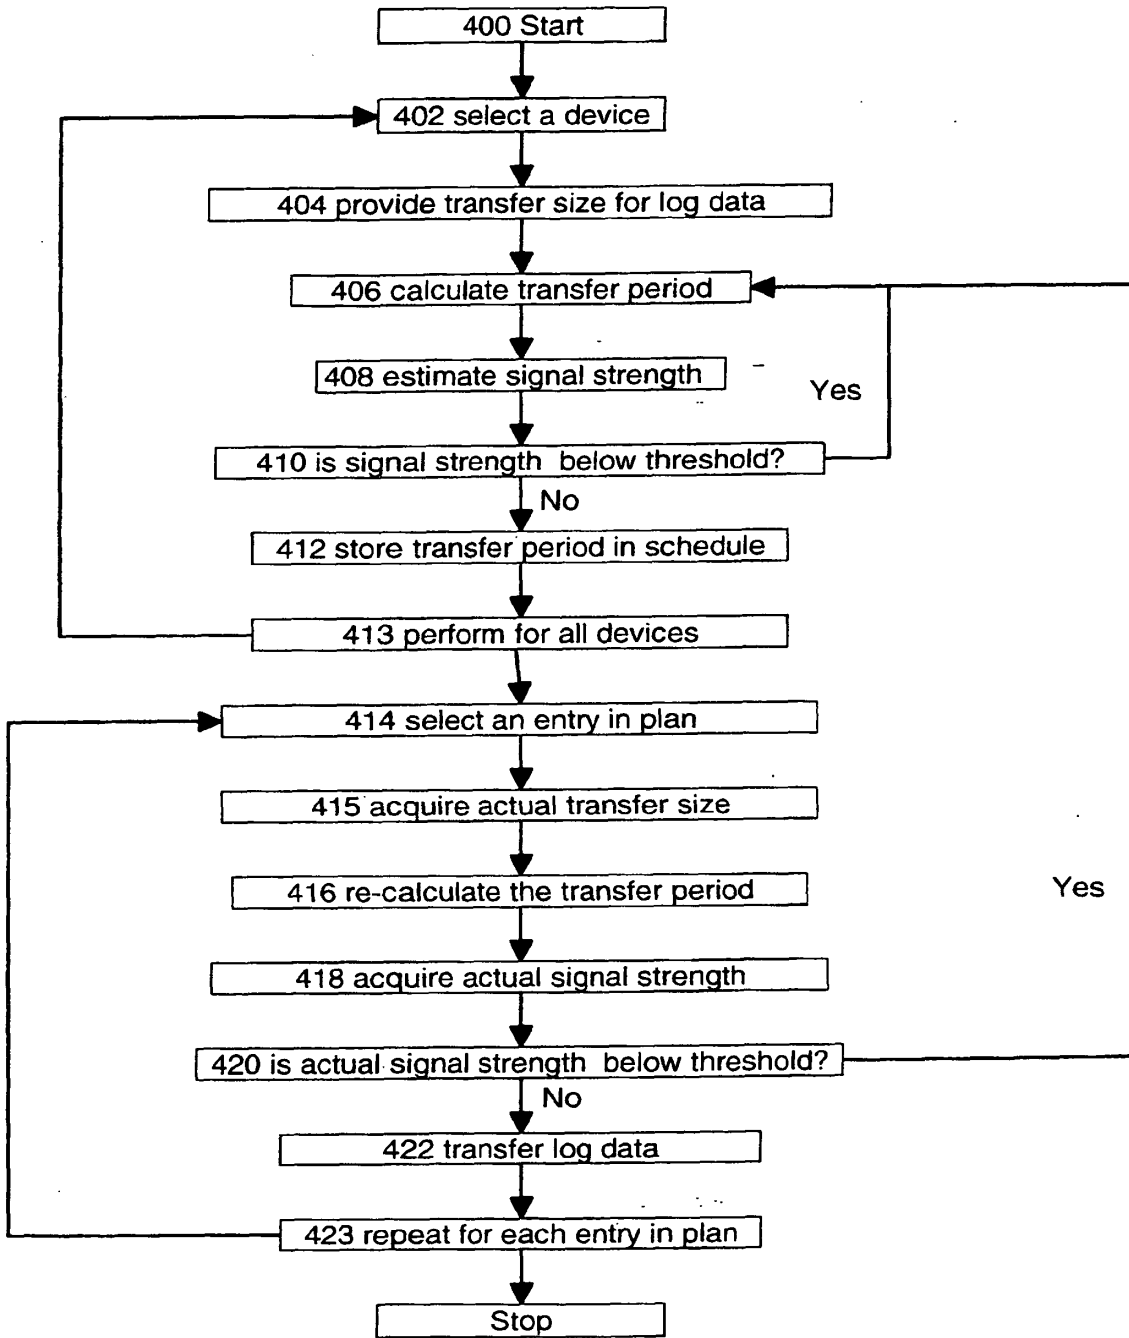 400 Start
402 select a device
404 provide transfer size for log data
406 calculate transfer period
408 estimate signal strength
Yes
410 is signal strength below threshold?
No
412 store transfer period in schedule
413 perform for all devices
414 select an entry in plan
415 acquire actual transfer size
416 re-calculate the transfer period
Yes
418 acquire actual signal strength
420 is actual signal strength below threshold?
No
422 transfer log data
423 repeat for each entry in plan
Stop